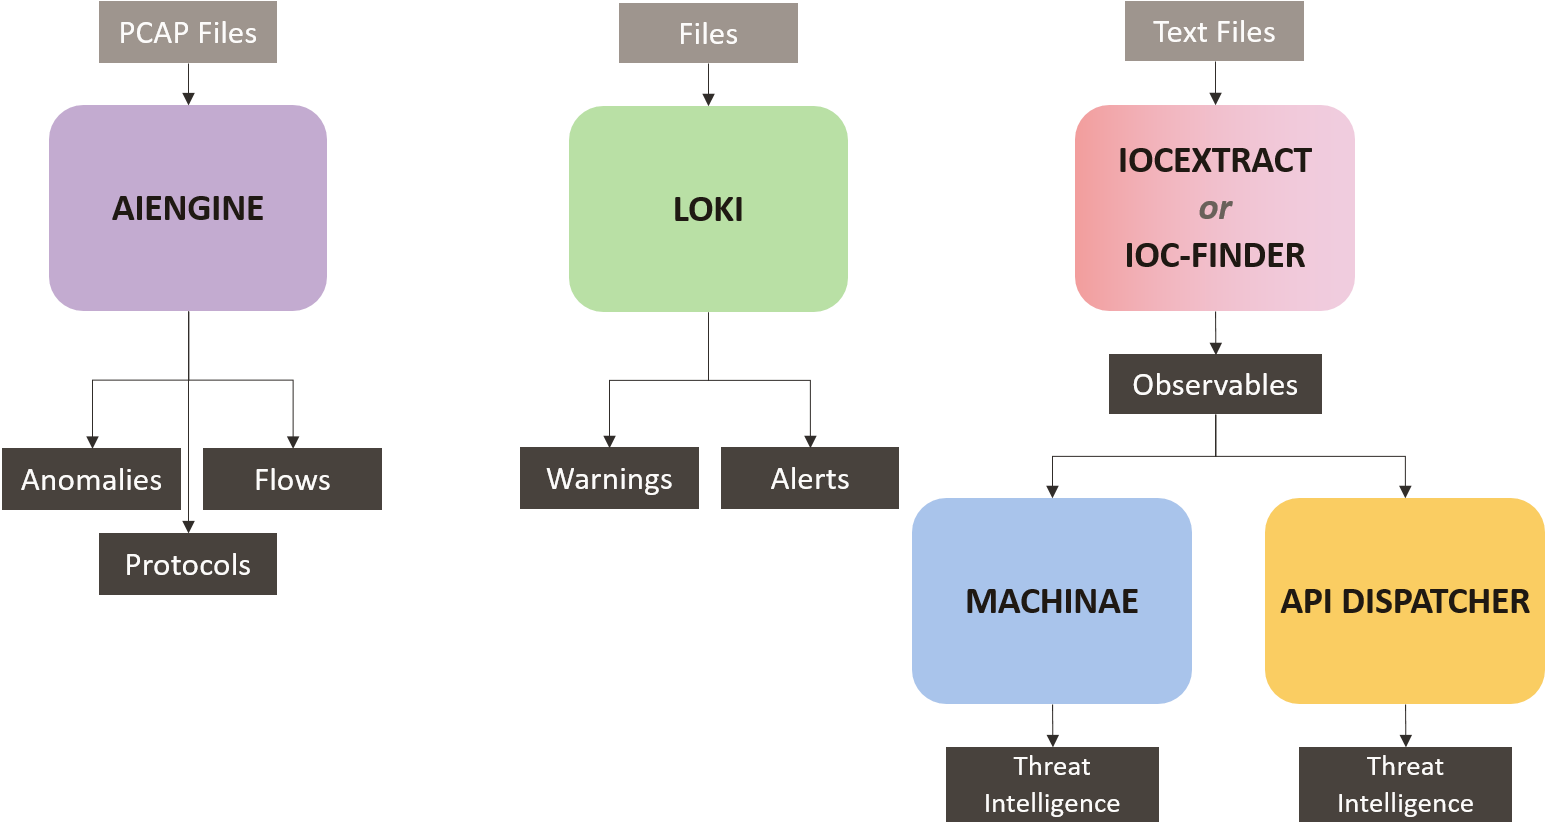 PCAP Files
Files
Text Files
AIENGINE
LOKI
IOCEXTRACT
or
IOC-FINDER
Observables
Anomalies
Flows
Warnings
Alerts
Protocols
MACHINAE
API DISPATCHER
Threat
Intelligence
Threat
Intelligence